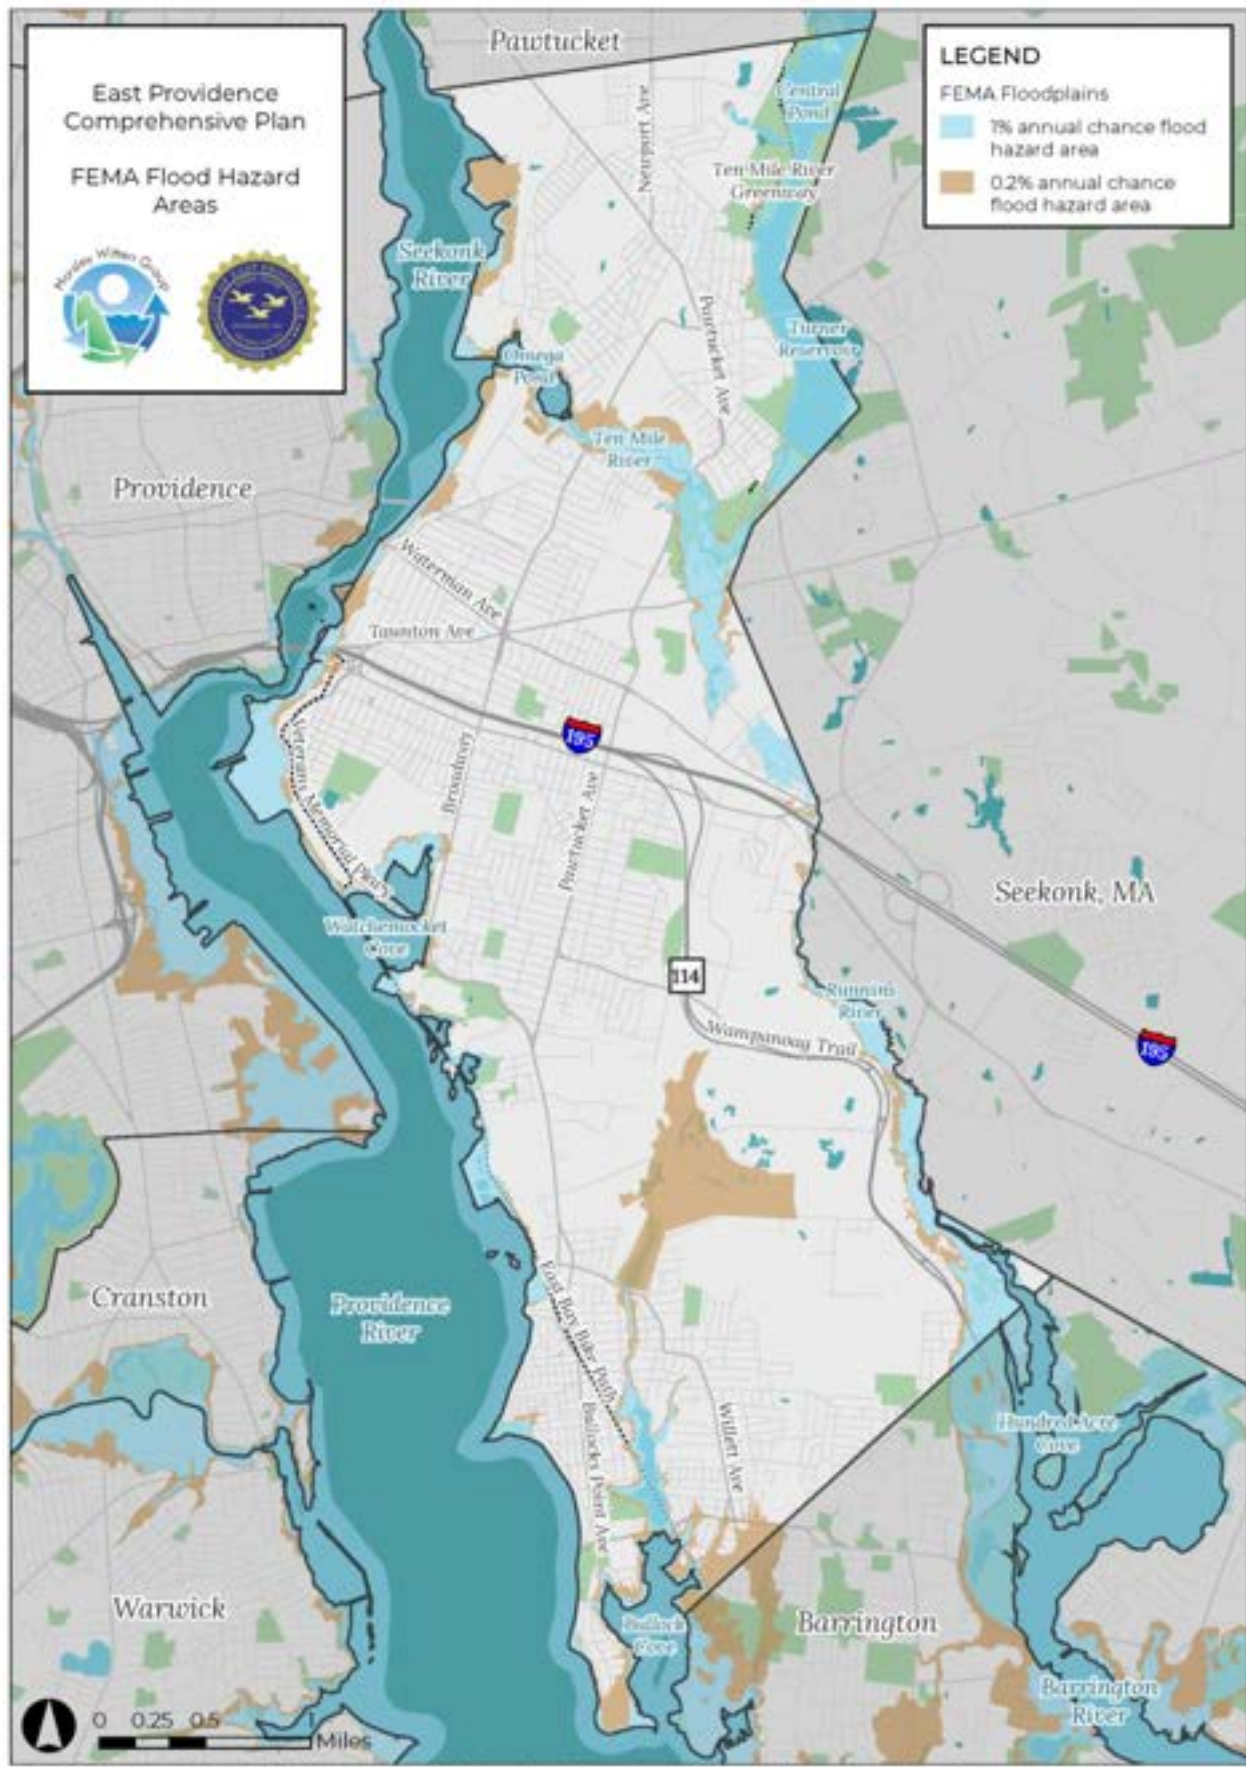 East Providence
Comprehensive Plan
FEMA Flood Hazard
Areas
Horsley Witten Group
LEGEND
FEMA Floodplains
1% annual chance flood
hazard area
0.2% annual chance
flood hazard area
Pawtucket
Newport Ave
Central
Pond
Ten Mile River
Greenway
Seekonk
River
Pawtucket Ave
Turner
Reservoir
Omega
Pond
Ten Mile
River
Providence
Waterman Ave
Taunton Ave
195
Veterans Memorial Pkwy
Broadway
Pawtucket Ave
Seekonk, MA
Watchemocket
Cove
114
Runnins
River
Wampanoag Trail
195
Cranston
Providence
River
East Bay Bike Path
Bullocks Point Ave
Willett Ave
Hundred Acre
Cove
Warwick
Bullock
Cove
Barrington
Barrington
River
0 0.25 0.5
Miles